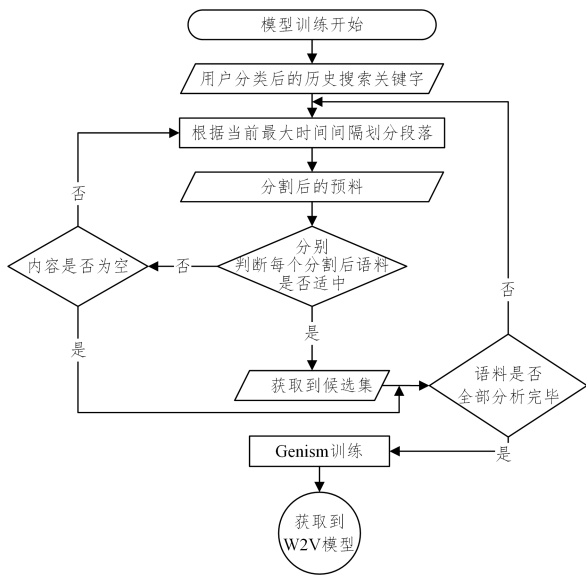 模型训练开始
用户分类后的历史搜索关键字
根据当前最大时间间隔划分段落
否
分割后的预料
分别
判断每个分割后语料
是否适中
内容是否为空
否
否
是
是
获取到候选集
语料是否
全部分析完毕
Genism训练
是
获取到
W2V模型